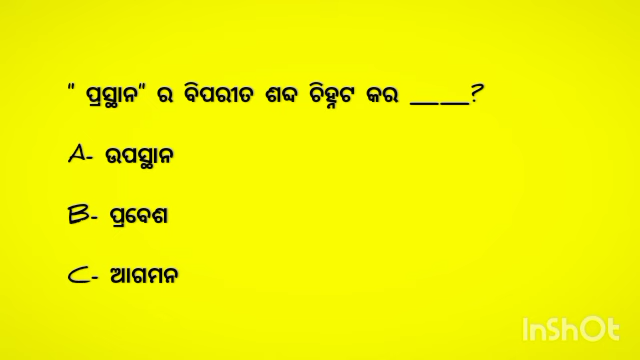 " ପ୍ରସ୍ଥାନ" ର ବିପରୀତ ଶବ୍ଦ ଚିହ୍ନଟ କର ____?
A- ଉପସ୍ଥାନ
B- ପ୍ରବେଶ
C- ଆଗମନ
InShOt